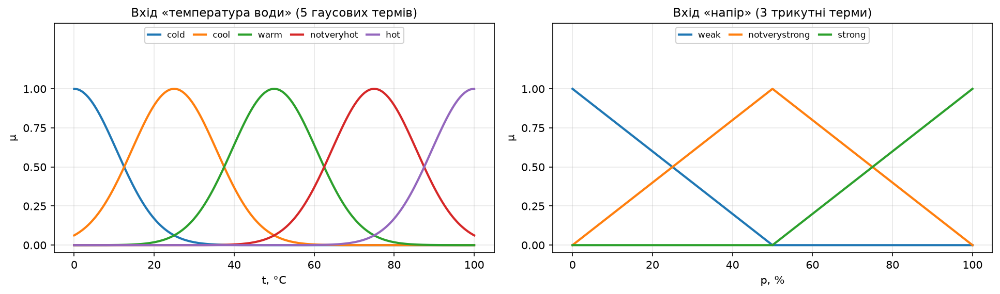 Вхід «температура води» (5 гаусових термів)
cold cool warm notveryhot hot
1.00
0.75
0.50
0.25
0.00
μ
0 20 40 60 80 100
t, °C
Вхід «напір» (3 трикутні терми)
weak notverystrong strong
1.00
0.75
0.50
0.25
0.00
μ
0 20 40 60 80 100
p, %